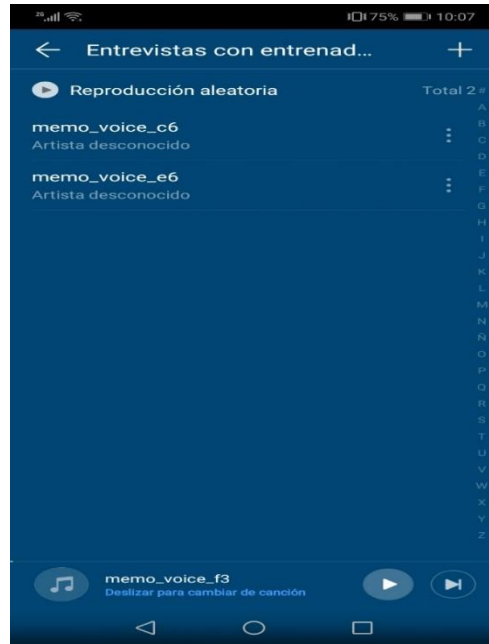 2G 75% 10:07
Entrevistas con entrenad...
Reproducción aleatoria Total 2
memo_voice_c6
Artista desconocido
memo_voice_e6
Artista desconocido
#
A
B
C
D
E
F
G
H
I
J
K
L
M
N
Ñ
O
P
Q
R
S
T
U
V
W
X
Y
Z
memo_voice_f3
Deslizar para cambiar de canción